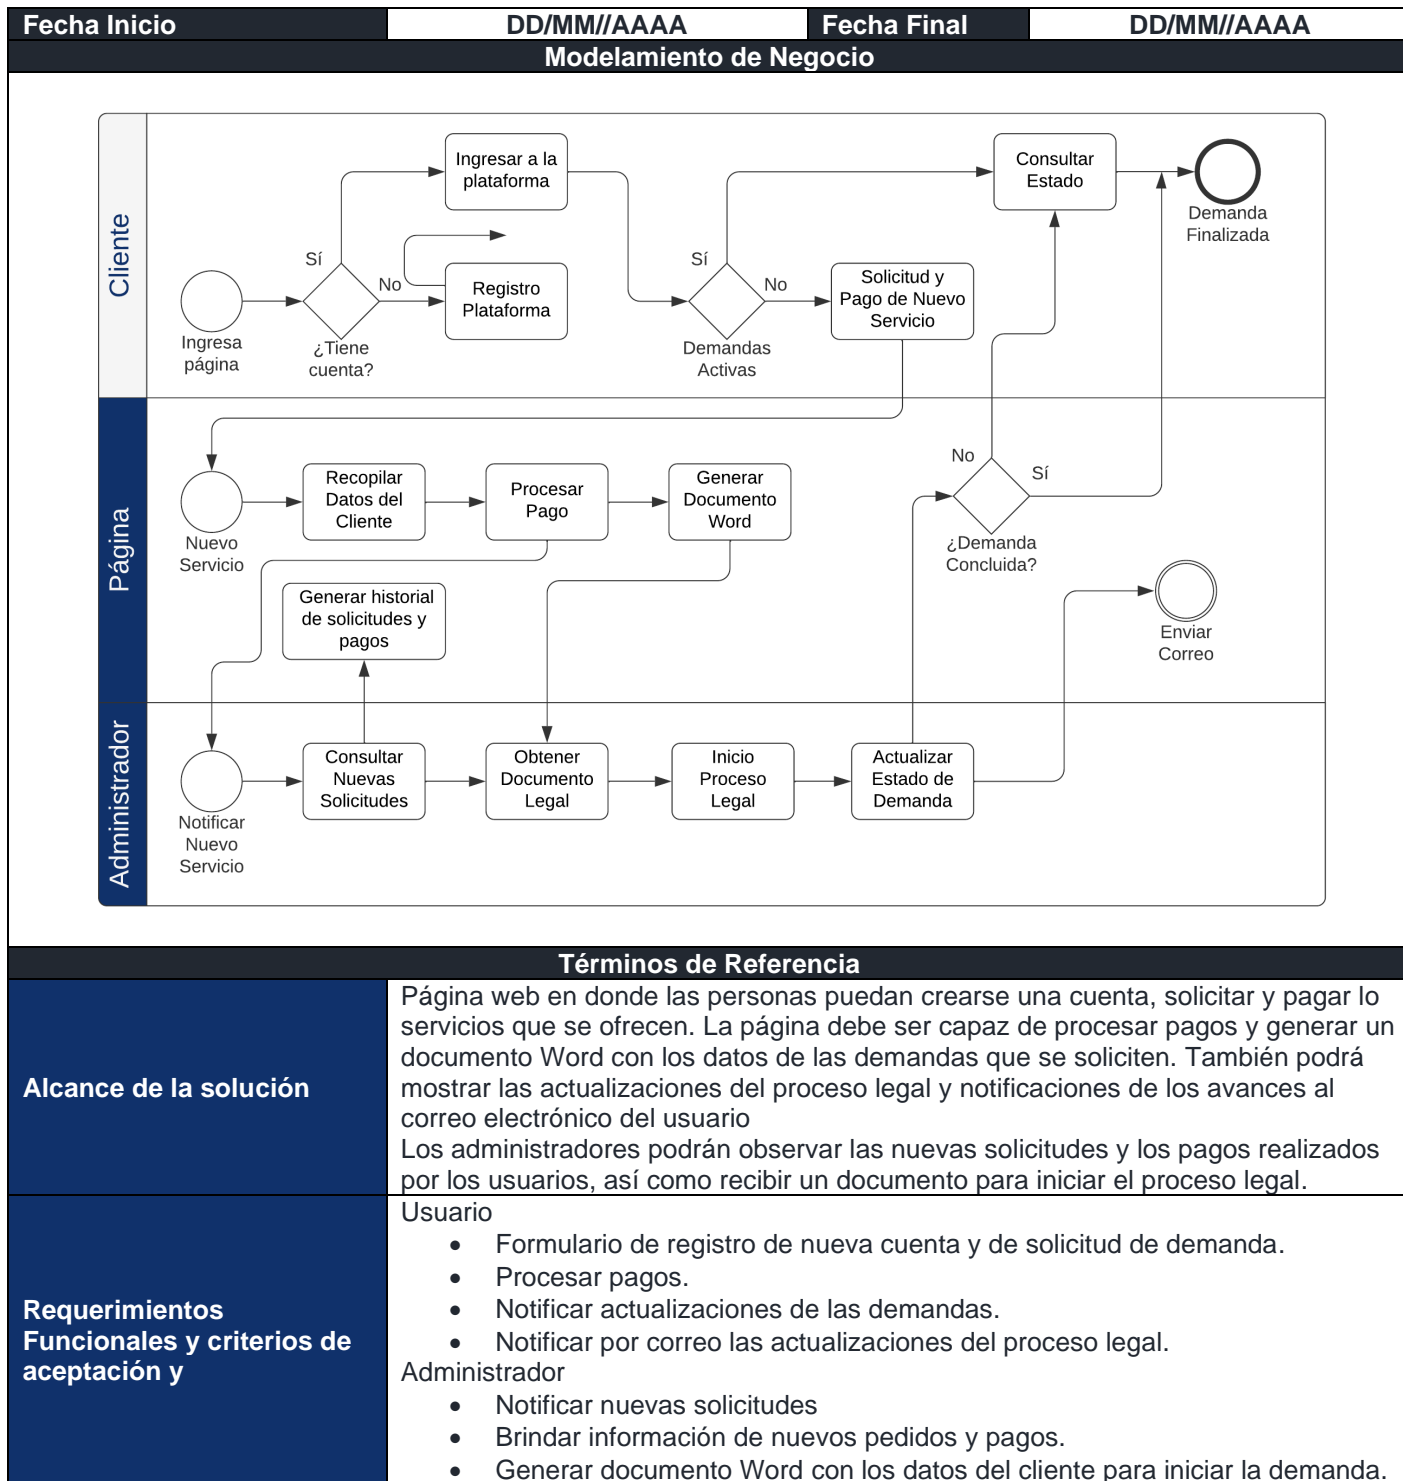 Fecha Inicio DD/MM//AAAA Fecha Final DD/MM//AAAA
Modelamiento de Negocio
Cliente
Ingresar a la
plataforma
Consultar
Estado
Demanda
Finalizada
Sí
No
Registro
Plataforma
Sí
No
Solicitud y
Pago de Nuevo
Servicio
Ingresa
página
¿Tiene
cuenta?
Demandas
Activas
Página
Nuevo
Servicio
Recopilar
Datos del
Cliente
Procesar
Pago
Generar
Documento
Word
No
Sí
¿Demanda
Concluida?
Generar historial
de solicitudes y
pagos
Enviar
Correo
Administrador
Notificar
Nuevo
Servicio
Consultar
Nuevas
Solicitudes
Obtener
Documento
Legal
Inicio
Proceso
Legal
Actualizar
Estado de
Demanda
Términos de Referencia
Alcance de la solución
Página web en donde las personas puedan crearse una cuenta, solicitar y pagar lo
servicios que se ofrecen. La página debe ser capaz de procesar pagos y generar un
documento Word con los datos de las demandas que se soliciten. También podrá
mostrar las actualizaciones del proceso legal y notificaciones de los avances al
correo electrónico del usuario
Los administradores podrán observar las nuevas solicitudes y los pagos realizados
por los usuarios, así como recibir un documento para iniciar el proceso legal.
Requerimientos
Funcionales y criterios de
aceptación y
Usuario
• Formulario de registro de nueva cuenta y de solicitud de demanda.
• Procesar pagos.
• Notificar actualizaciones de las demandas.
• Notificar por correo las actualizaciones del proceso legal.
Administrador
• Notificar nuevas solicitudes
• Brindar información de nuevos pedidos y pagos.
• Generar documento Word con los datos del cliente para iniciar la demanda.